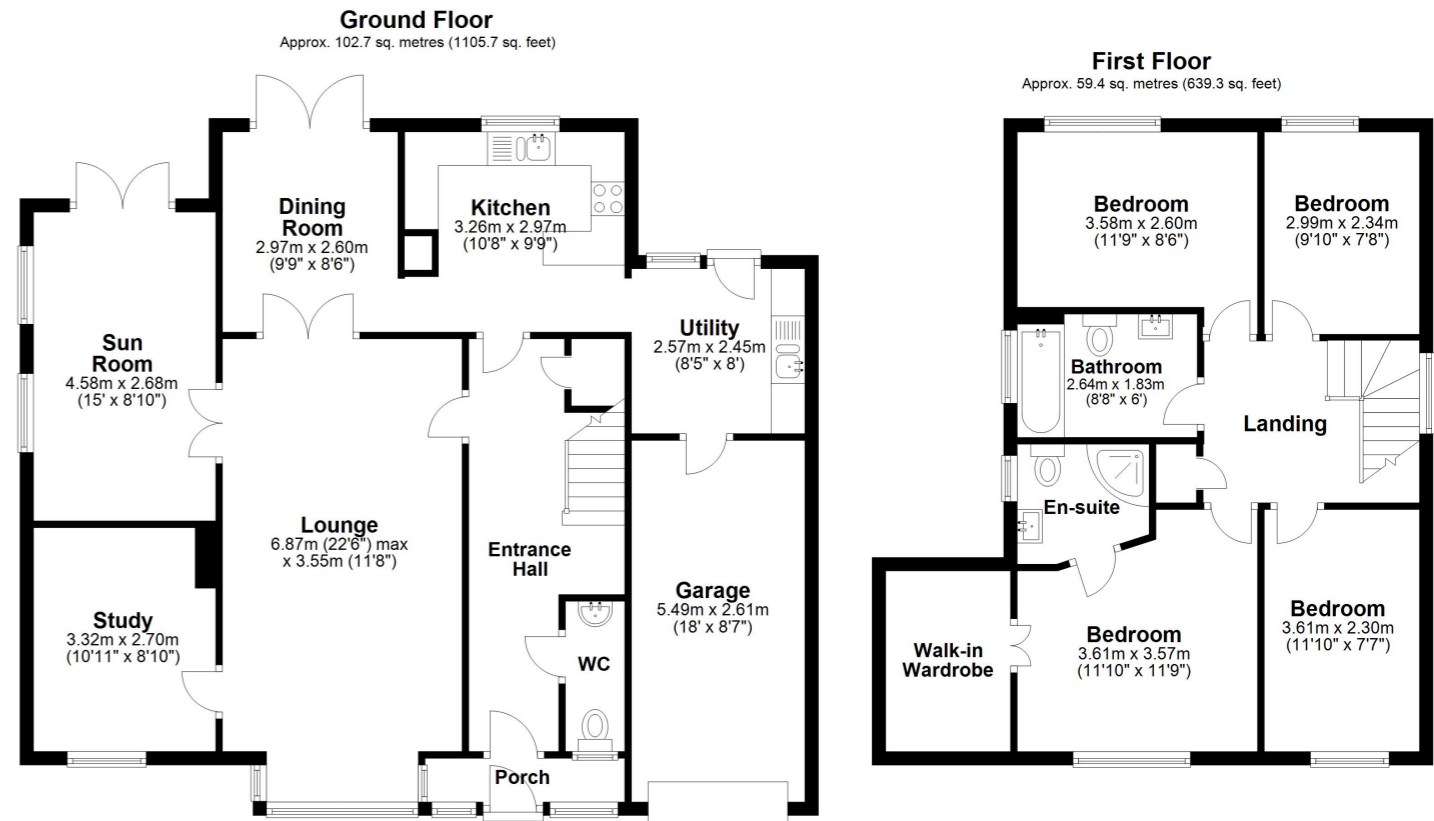 Ground Floor
Approx. 102.7 sq. metres (1105.7 sq. feet)
Dining
Room
2.97m x 2.60m
(9'9" x 8'6")
Kitchen
3.26m x 2.97m
(10'8" x 9'9")
Sun
Room
4.58m x 2.68m
(15' x 8'10")
Utility
2.57m x 2.45m
(8'5" x 8')
Lounge
6.87m (22'6") max
x 3.55m (11'8")
Entrance
Hall
Study
3.32m x 2.70m
(10'11" x 8'10")
Garage
5.49m x 2.61m
(18' x 8'7")
WC
Porch
First Floor
Approx. 59.4 sq. metres (639.3 sq. feet)
Bedroom
3.58m x 2.60m
(11'9" x 8'6")
Bedroom
2.99m x 2.34m
(9'10" x 7'8")
Bathroom
2.64m x 1.83m
(8'8" x 6')
Landing
En-suite
Walk-in
Wardrobe
Bedroom
3.61m x 3.57m
(11'10" x 11'9")
Bedroom
3.61m x 2.30m
(11'10" x 7'7")